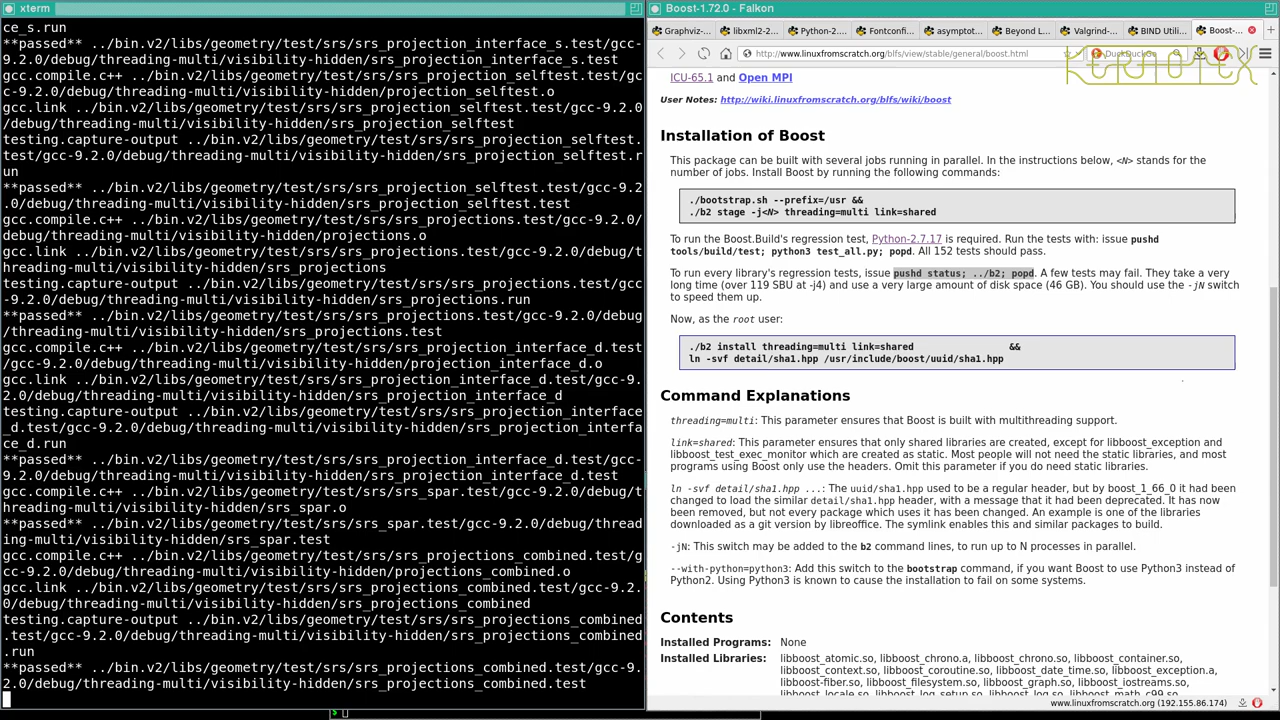 xterm
ce_s.run
**passed** ../bin.v2/libs/geometry/test/srs/srs_projection_interface_s.test/gcc-
9.2.0/debug/threading-multi/visibility-hidden/srs_projection_interface_s.test
gcc.compile.c++ ../bin.v2/libs/geometry/test/srs/srs_projection_selftest.test/gc
c-9.2.0/debug/threading-multi/visibility-hidden/projection_selftest.o
gcc.link ../bin.v2/libs/geometry/test/srs/srs_projection_selftest.test/gcc-9.2.0
/debug/threading-multi/visibility-hidden/srs_projection_selftest
testing.capture-output ../bin.v2/libs/geometry/test/srs/srs_projection_selftest.
test/gcc-9.2.0/debug/threading-multi/visibility-hidden/srs_projection_selftest.r
un
**passed** ../bin.v2/libs/geometry/test/srs/srs_projection_selftest.test/gcc-9.2
.0/debug/threading-multi/visibility-hidden/srs_projection_selftest.test
gcc.compile.c++ ../bin.v2/libs/geometry/test/srs/srs_projections.test/gcc-9.2.0/
debug/threading-multi/visibility-hidden/projections.o
gcc.link ../bin.v2/libs/geometry/test/srs/srs_projections.test/gcc-9.2.0/debug/t
hreading-multi/visibility-hidden/srs_projections
testing.capture-output ../bin.v2/libs/geometry/test/srs/srs_projections.test/gcc
-9.2.0/debug/threading-multi/visibility-hidden/srs_projections.run
**passed** ../bin.v2/libs/geometry/test/srs/srs_projections.test/gcc-9.2.0/debug
/threading-multi/visibility-hidden/srs_projections.test
gcc.compile.c++ ../bin.v2/libs/geometry/test/srs/srs_projection_interface_d.test
/gcc-9.2.0/debug/threading-multi/visibility-hidden/projection_interface_d.o
gcc.link ../bin.v2/libs/geometry/test/srs/srs_projection_interface_d.test/gcc-9.
2.0/debug/threading-multi/visibility-hidden/srs_projection_interface_d
testing.capture-output ../bin.v2/libs/geometry/test/srs/srs_projection_interface
_d.test/gcc-9.2.0/debug/threading-multi/visibility-hidden/srs_projection_interfa
ce_d.run
**passed** ../bin.v2/libs/geometry/test/srs/srs_projection_interface_d.test/gcc-
9.2.0/debug/threading-multi/visibility-hidden/srs_projection_interface_d.test
gcc.compile.c++ ../bin.v2/libs/geometry/test/srs/srs_spar.test/gcc-9.2.0/debug/t
hreading-multi/visibility-hidden/srs_spar.o
**passed** ../bin.v2/libs/geometry/test/srs/srs_spar.test/gcc-9.2.0/debug/thread
ing-multi/visibility-hidden/srs_spar.test
gcc.compile.c++ ../bin.v2/libs/geometry/test/srs/srs_projections_combined.test/g
cc-9.2.0/debug/threading-multi/visibility-hidden/projections_combined.o
gcc.link ../bin.v2/libs/geometry/test/srs/srs_projections_combined.test/gcc-9.2.
0/debug/threading-multi/visibility-hidden/srs_projections_combined
testing.capture-output ../bin.v2/libs/geometry/test/srs/srs_projections_combined
.test/gcc-9.2.0/debug/threading-multi/visibility-hidden/srs_projections_combined
.run
**passed** ../bin.v2/libs/geometry/test/srs/srs_projections_combined.test/gcc-9.
2.0/debug/threading-multi/visibility-hidden/srs_projections_combined.test
Boost-1.72.0 - Falkon
Graphviz- libxml2-2 Python-2. Fontconfi asymptot Beyond L Valgrind- BIND Utili Boost-
http://www.linuxfromscratch.org/blfs/view/stable/general/boost.html DuckDuckGo
KERNOTEX
ICU-65.1 and Open MPI
User Notes: http://wiki.linuxfromscratch.org/blfs/wiki/boost
Installation of Boost
This package can be built with several jobs running in parallel. In the instructions below, <N> stands for the
number of jobs. Install Boost by running the following commands:
./bootstrap.sh --prefix=/usr &&
./b2 stage -j<N> threading=multi link=shared
To run the Boost.Build's regression test, Python-2.7.17 is required. Run the tests with: issue pushd
tools/build/test; python3 test_all.py; popd. All 152 tests should pass.
To run every library's regression tests, issue pushd status; ../b2; popd. A few tests may fail. They take a very
long time (over 119 SBU at -j4) and use a very large amount of disk space (46 GB). You should use the -jN switch
to speed them up.
Now, as the root user:
./b2 install threading=multi link=shared &&
ln -svf detail/sha1.hpp /usr/include/boost/uuid/sha1.hpp
Command Explanations
threading=multi: This parameter ensures that Boost is built with multithreading support.
link=shared: This parameter ensures that only shared libraries are created, except for libboost_exception and
libboost_test_exec_monitor which are created as static. Most people will not need the static libraries, and most
programs using Boost only use the headers. Omit this parameter if you do need static libraries.
ln -svf detail/sha1.hpp ...: The uuid/sha1.hpp used to be a regular header, but by boost_1_66_0 it had been
changed to load the similar detail/sha1.hpp header, with a message that it had been deprecated. It has now
been removed, but not every package which uses it has been changed. An example is one of the libraries
downloaded as a git version by libreoffice. The symlink enables this and similar packages to build.
-jN: This switch may be added to the b2 command lines, to run up to N processes in parallel.
--with-python=python3: Add this switch to the bootstrap command, if you want Boost to use Python3 instead of
Python2. Using Python3 is known to cause the installation to fail on some systems.
Contents
Installed Programs: None
Installed Libraries: libboost_atomic.so, libboost_chrono.a, libboost_chrono.so, libboost_container.so,
libboost_context.so, libboost_coroutine.so, libboost_date_time.so, libboost_exception.a,
libboost-fiber.so, libboost_filesystem.so, libboost_graph.so, libboost_iostreams.so,
libboost_locale.so, libboost_log_setup.so, libboost_log.so, libboost_math_c99.so,
www.linuxfromscratch.org (192.155.86.174)
$